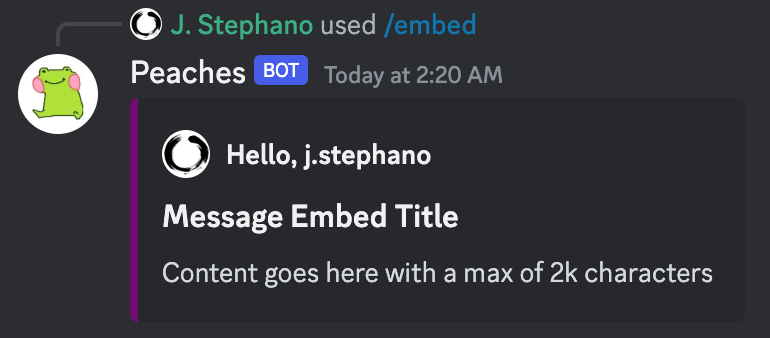 J. Stephano used /embed
Peaches BOT Today at 2:20 AM
Hello, j.stephano
Message Embed Title
Content goes here with a max of 2k characters